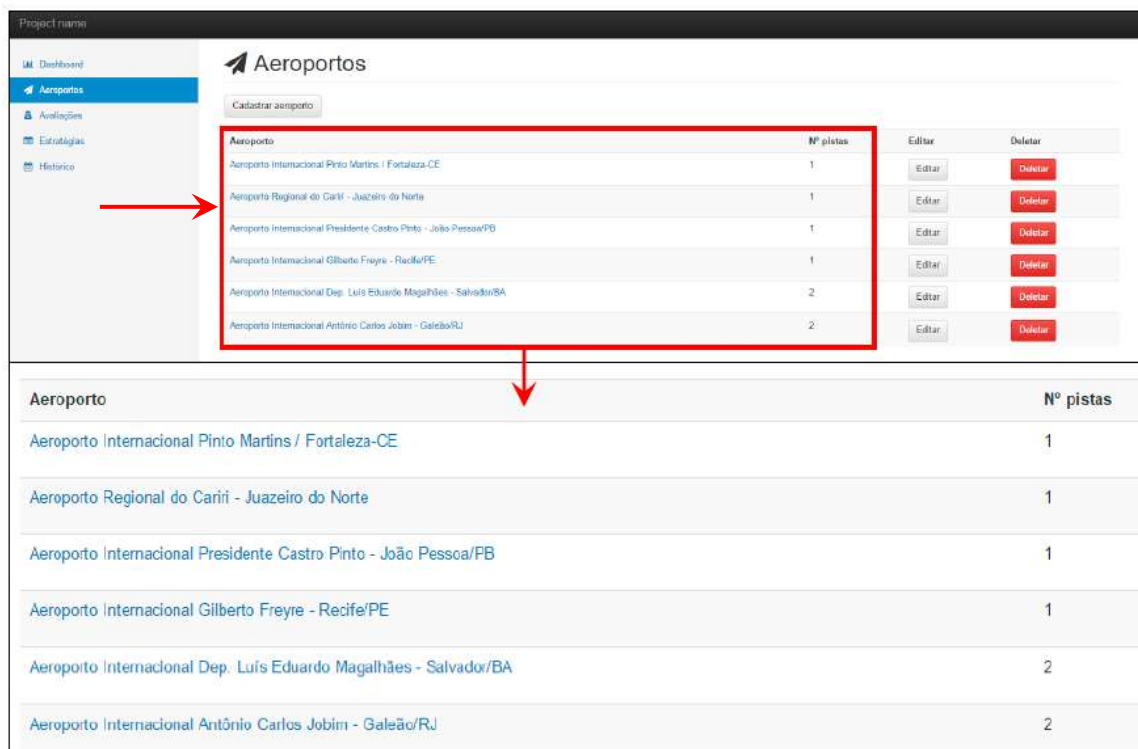 Project name
Dashboard
Aeroportos
Avaliações
Estratégias
Histórico
Aeroportos
Cadastrar aeroporto
Aeroporto Nº pistas Editar Deletar
Aeroporto Internacional Pinto Martins / Fortaleza-CE 1 Editar Deletar
Aeroporto Regional do Cariri - Juazeiro do Norte 1 Editar Deletar
Aeroporto Internacional Presidente Castro Pinto - João Pessoa/PB 1 Editar Deletar
Aeroporto Internacional Gilberto Freyre - Recife/PE 1 Editar Deletar
Aeroporto Internacional Dep. Luís Eduardo Magalhães - Salvador/BA 2 Editar Deletar
Aeroporto Internacional Antônio Carlos Jobim - Galeão/RJ 2 Editar Deletar
Aeroporto Nº pistas
Aeroporto Internacional Pinto Martins / Fortaleza-CE 1
Aeroporto Regional do Cariri - Juazeiro do Norte 1
Aeroporto Internacional Presidente Castro Pinto - João Pessoa/PB 1
Aeroporto Internacional Gilberto Freyre - Recife/PE 1
Aeroporto Internacional Dep. Luís Eduardo Magalhães - Salvador/BA 2
Aeroporto Internacional Antônio Carlos Jobim - Galeão/RJ 2